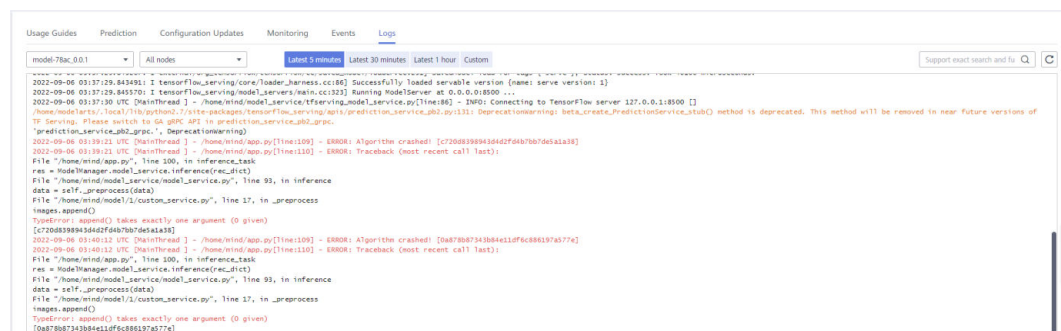 Usage Guides Prediction Configuration Updates Monitoring Events Logs
model-78ac_0.0.1 All nodes Latest 5 minutes Latest 30 minutes Latest 1 hour Custom Support exact search and fu
2022-09-06 03:37:29.843491: I tensorflow_serving/core/loader_harness.cc:86] Successfully loaded servable version {name: serve version: 1}
2022-09-06 03:37:29.845570: I tensorflow_serving/model_servers/main.cc:323] Running ModelServer at 0.0.0.0:8500 ...
2022-09-06 03:37:30 UTC [MainThread ] - /home/mind/model_service/tfserving_model_service.py[line:86] - INFO: Connecting to TensorFlow server 127.0.0.1:8500 []
/home/modelarts/.local/lib/python2.7/site-packages/tensorflow_serving/apis/prediction_service_pb2.py:131: DeprecationWarning: beta_create_PredictionService_stub() method is deprecated. This method will be removed in near future versions of
TF Serving. Please switch to GA gRPC API in prediction_service_pb2_grpc.
'prediction_service_pb2_grpc.', DeprecationWarning)
2022-09-06 03:39:21 UTC [MainThread ] - /home/mind/app.py[line:109] - ERROR: Algorithm crashed! [c720d8398943d4d2fd4b7bb7de5a1a38]
2022-09-06 03:39:21 UTC [MainThread ] - /home/mind/app.py[line:110] - ERROR: Traceback (most recent call last):
File "/home/mind/app.py", line 100, in inference_task
res = ModelManager.model_service.inference(rec_dict)
File "/home/mind/model_service/model_service.py", line 93, in inference
data = self._preprocess(data)
File "/home/mind/model/1/custom_service.py", line 17, in _preprocess
images.append()
TypeError: append() takes exactly one argument (0 given)
[c720d8398943d4d2fd4b7bb7de5a1a38]
2022-09-06 03:40:12 UTC [MainThread ] - /home/mind/app.py[line:109] - ERROR: Algorithm crashed! [0a878b87343b84e11df6c886197a577e]
2022-09-06 03:40:12 UTC [MainThread ] - /home/mind/app.py[line:110] - ERROR: Traceback (most recent call last):
File "/home/mind/app.py", line 100, in inference_task
res = ModelManager.model_service.inference(rec_dict)
File "/home/mind/model_service/model_service.py", line 93, in inference
data = self._preprocess(data)
File "/home/mind/model/1/custom_service.py", line 17, in _preprocess
images.append()
TypeError: append() takes exactly one argument (0 given)
[0a878b87343b84e11df6c886197a577e]